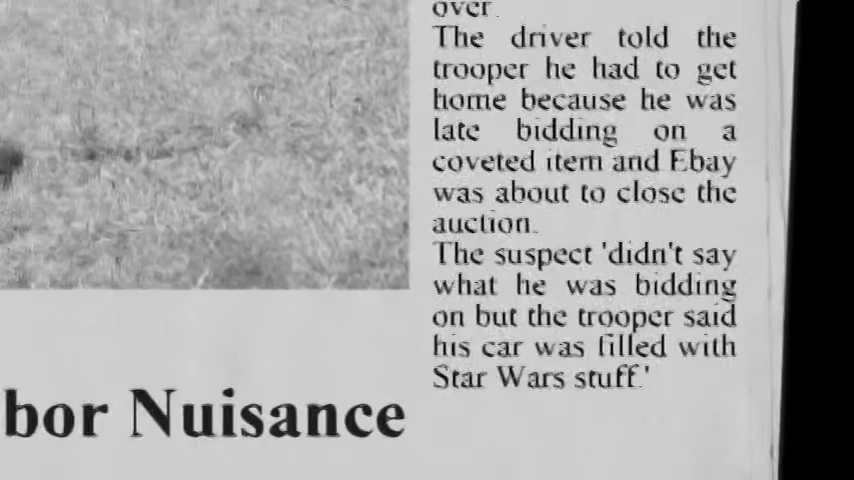 over.
The driver told the
trooper he had to get
home because he was
late bidding on a
coveted item and Ebay
was about to close the
auction.
The suspect 'didn't say
what he was bidding
on but the trooper said
his car was filled with
Star Wars stuff.'
bor Nuisance